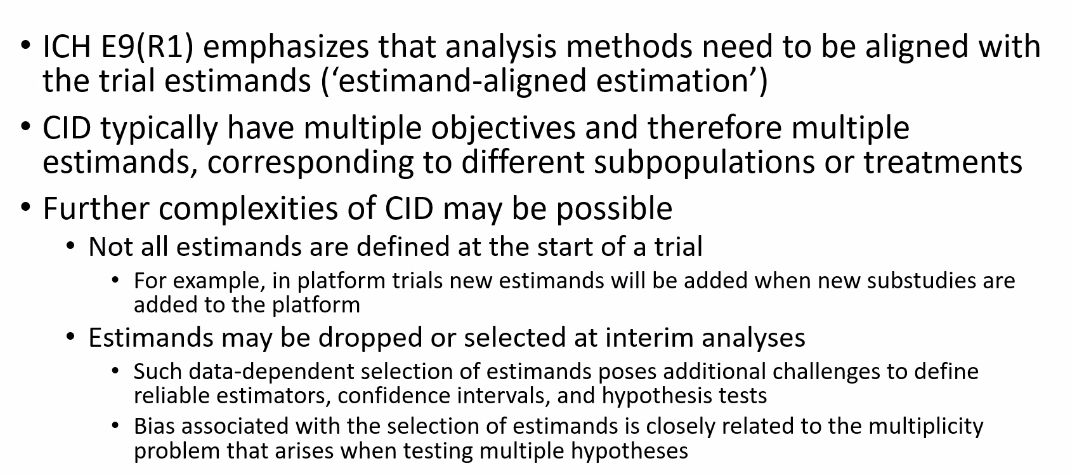 • ICH E9(R1) emphasizes that analysis methods need to be aligned with
the trial estimands (‘estimand-aligned estimation’)
• CID typically have multiple objectives and therefore multiple
estimands, corresponding to different subpopulations or treatments
• Further complexities of CID may be possible
• Not all estimands are defined at the start of a trial
• For example, in platform trials new estimands will be added when new substudies are
added to the platform
• Estimands may be dropped or selected at interim analyses
• Such data-dependent selection of estimands poses additional challenges to define
reliable estimators, confidence intervals, and hypothesis tests
• Bias associated with the selection of estimands is closely related to the multiplicity
problem that arises when testing multiple hypotheses